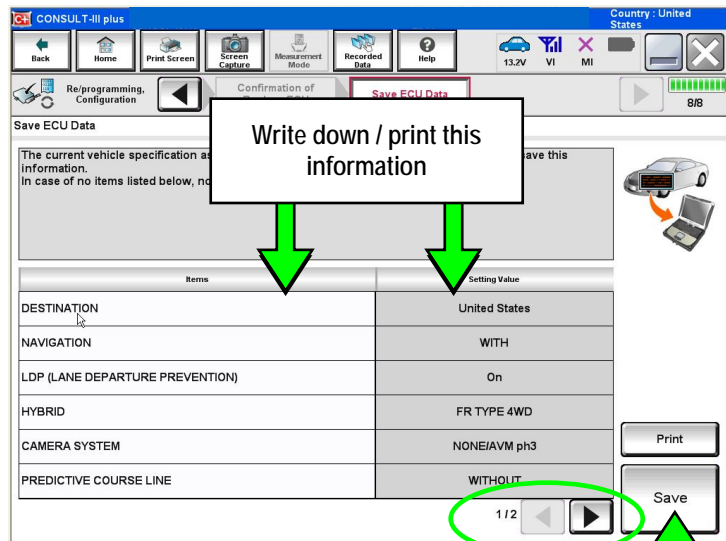 CONSULT-III plus
Country : United States
Back
Home
Print Screen
Screen Capture
Measurement Mode
Recorded Data
Help
13.2V
VI
MI
Re/programming, Configuration
Confirmation of
Save ECU Data
8/8
Save ECU Data
The current vehicle specification as
save this
information.
In case of no items listed below, no
Write down / print this
information
Items
Setting Value
DESTINATION
United States
NAVIGATION
WITH
LDP (LANE DEPARTURE PREVENTION)
On
HYBRID
FR TYPE 4WD
CAMERA SYSTEM
NONE/AVM ph3
PREDICTIVE COURSE LINE
WITHOUT
1/2
Print
Save